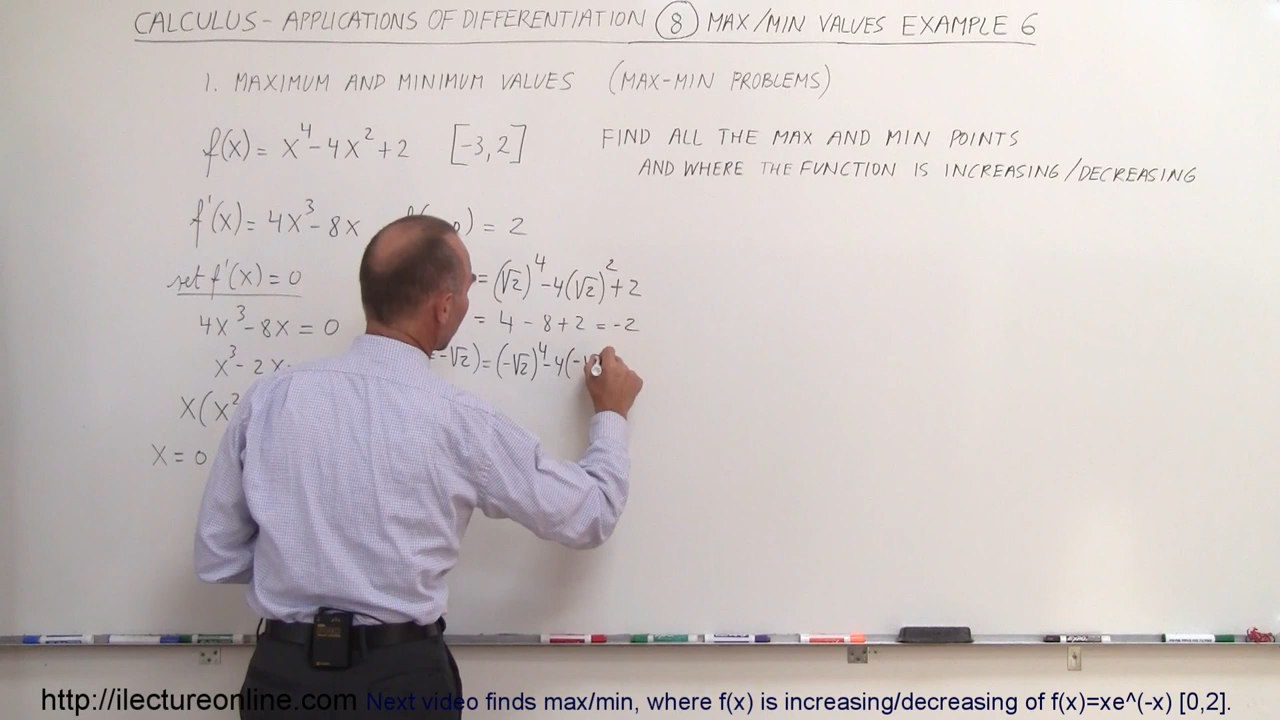 CALCULUS - APPLICATIONS OF DIFFERENTIATION 8 MAX/MIN VALUES EXAMPLE 6
1. MAXIMUM AND MINIMUM VALUES (MAX-MIN PROBLEMS)
f(x) = x⁴ - 4x² + 2 [-3, 2]
FIND ALL THE MAX AND MIN POINTS
AND WHERE THE FUNCTION IS INCREASING/DECREASING
f'(x) = 4x³ - 8x
set f'(x) = 0
4x³ - 8x = 0
x³ - 2x
x(x²
x = 0
) = 2
= (√2)⁴ - 4(√2)² + 2
= 4 - 8 + 2 = -2
-√2) = (-√2)⁴ - 4(-
http://ilectureonline.com Next video finds max/min, where f(x) is increasing/decreasing of f(x)=xe^(-x) [0,2].